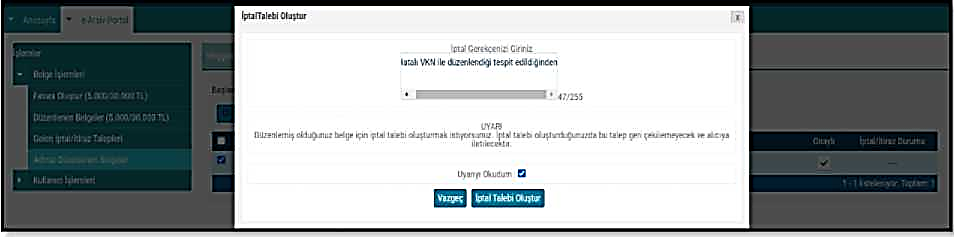 Anasayfa
e-Arşiv Portal
İptalTalebi Oluştur
x
İptal Gerekçenizi Giriniz
Hatalı VKN ile düzenlendiği tespit edildiğinden
47/255
UYARI
Düzenlemiş olduğunuz belge için iptal talebi oluşturmak istiyorsunuz. İptal talebi oluşturduğunuzda bu talep geri çekilemeyecek ve alıcıya
iletilecektir.
Uyarıyı Okudum :
Vazgeç
İptal Talebi Oluştur
İşlemler
Belge İşlemleri
Fatura Oluştur (5.000/30.000 TL)
Düzenlenen Belgeler (5.000/30.000 TL)
Gelen İptal/İtiraz Talepleri
Adıma Düzenlenen Belgeler
Kullanıcı İşlemleri
Onaylı
İptal/İtiraz Durumu
----
1 - 1 listeleniyor, Toplam: 1